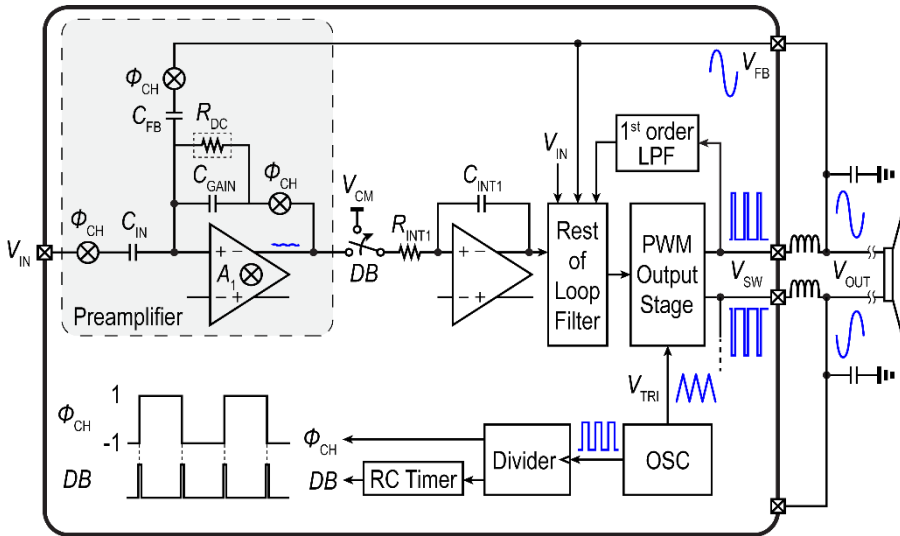 Φ_CH
V_FB
C_FB
R_DC
1st order
LPF
V_IN
C_GAIN
Φ_CH
V_CM
C_INT1
Φ_CH
C_IN
R_INT1
V_IN
+ −
A_1
− +
DB
+ −
− +
Rest
of
Loop
Filter
PWM
Output
Stage
V_SW
V_OUT
Preamplifier
V_TRI
1
Φ_CH
-1
DB
Φ_CH
DB
RC Timer
Divider
OSC